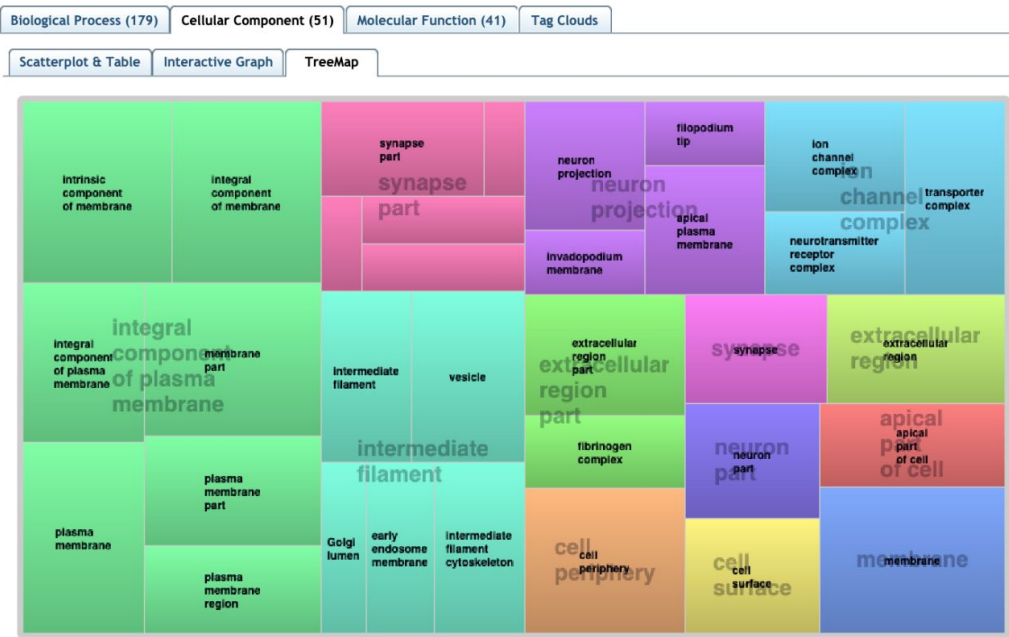 Biological Process (179)
Cellular Component (51)
Molecular Function (41)
Tag Clouds
Scatterplot & Table
Interactive Graph
TreeMap
intrinsic
component
of membrane
integral
component
of membrane
integral
component
of plasma
membrane
membrane
part
integral
component
of plasma
membrane
plasma
membrane
plasma
membrane
part
plasma
membrane
region
synapse
part
synapse
part
intermediate
filament
vesicle
intermediate
filament
Golgi
lumen
early
endosome
membrane
intermediate
filament
cytoskeleton
neuron
projection
filopodium
tip
neuron
projection
apical
plasma
membrane
invadopodium
membrane
ion
channel
complex
ion
channel
complex
transporter
complex
neurotransmitter
receptor
complex
extracellular
region
part
extracellular
region
part
fibrinogen
complex
synapse
synapse
extracellular
region
extracellular
region
neuron
part
neuron
part
apical
part
of cell
apical
part
of cell
cell
periphery
cell
periphery
cell
surface
cell
surface
membrane
membrane